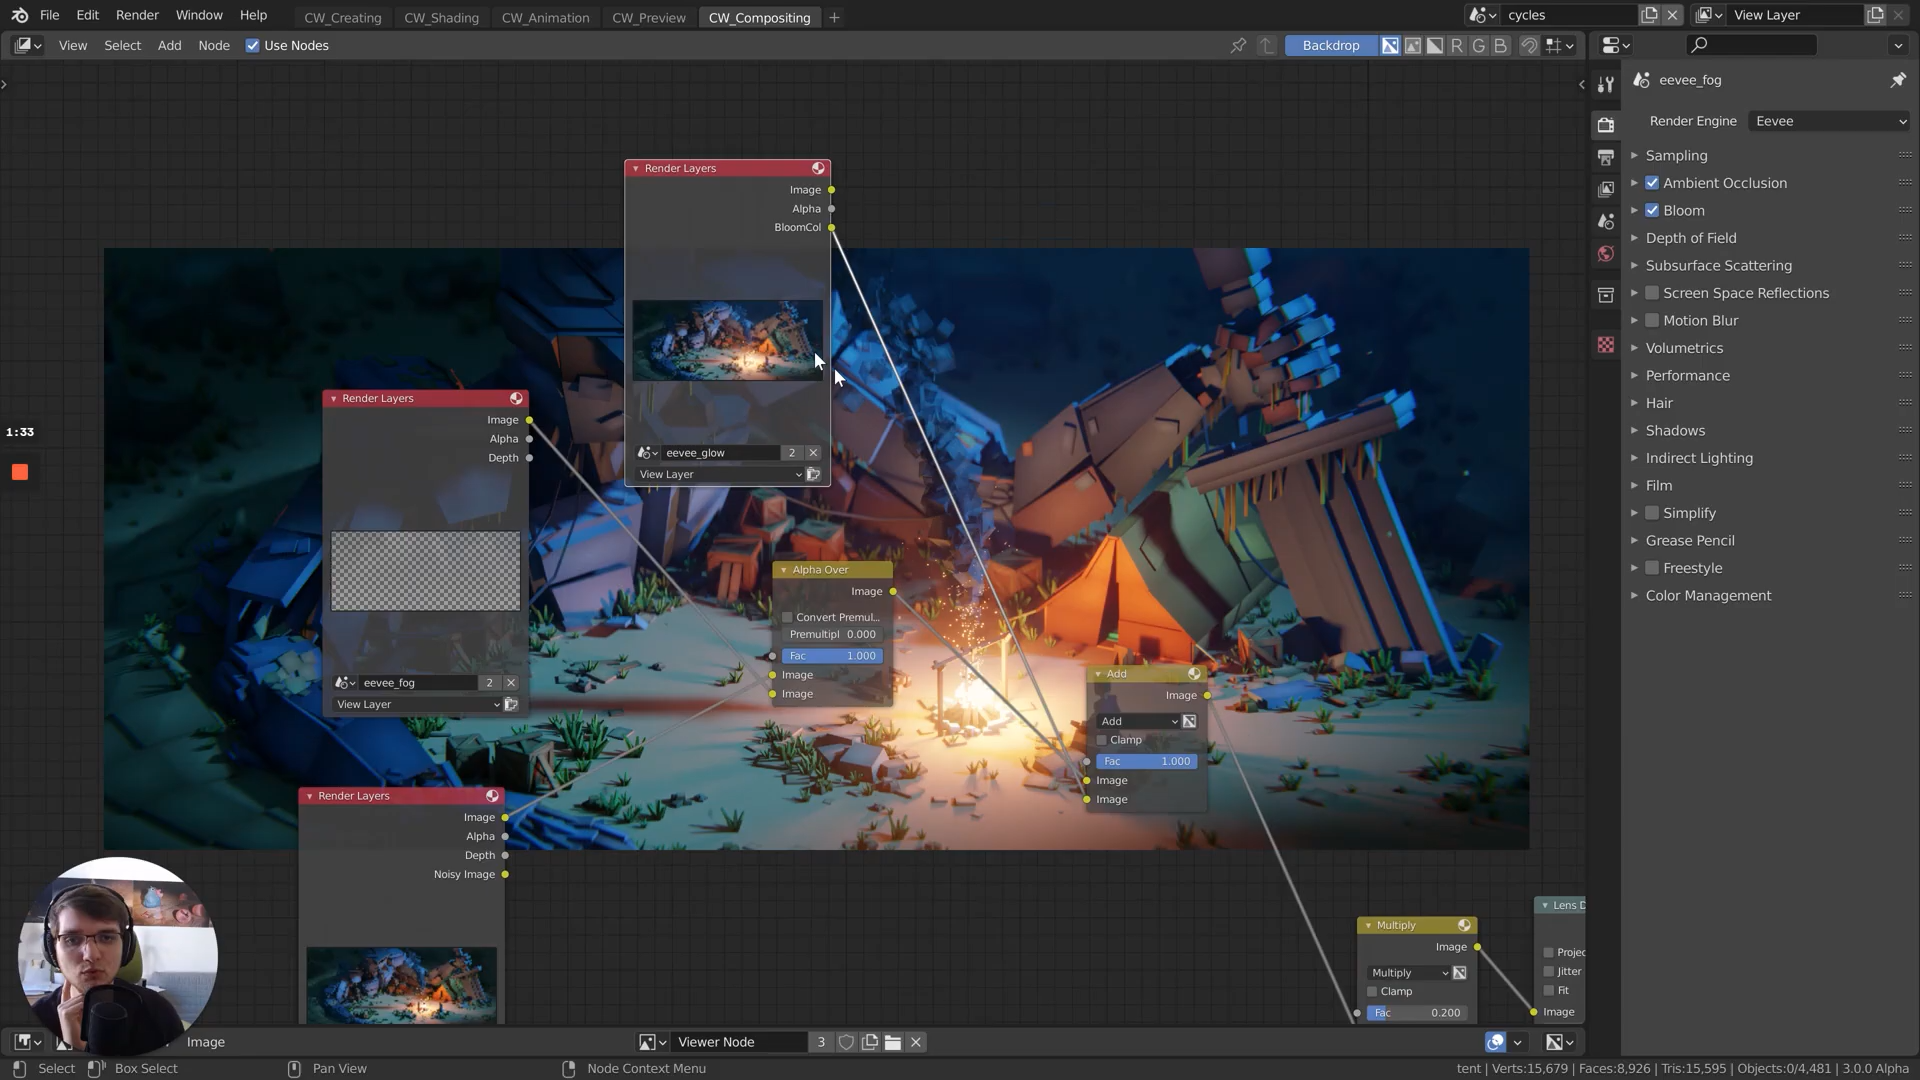 File Edit Render Window Help CW_Creating CW_Shading CW_Animation CW_Preview CW_Compositing + cycles View Layer
View Select Add Node Use Nodes Backdrop R G B
eevee_fog
Render Engine Eevee
Sampling
Ambient Occlusion
Bloom
Depth of Field
Subsurface Scattering
Screen Space Reflections
Motion Blur
Volumetrics
Performance
Hair
Shadows
Indirect Lighting
Film
Simplify
Grease Pencil
Freestyle
Color Management
Render Layers
Image
Alpha
BloomCol
eevee_glow 2
View Layer
Render Layers
Image
Alpha
Depth
eevee_fog 2
View Layer
1:33
Alpha Over
Image
Convert Premul...
Premultipl 0.000
Fac 1.000
Image
Image
Add
Image
Add
Clamp
Fac 1.000
Image
Image
Render Layers
Image
Alpha
Depth
Noisy Image
Multiply
Image
Multiply
Clamp
Fac 0.200
Lens D
Projec
Jitter
Fit
Image
Image Viewer Node 3
Select Box Select Pan View Node Context Menu tent | Verts:15,679 | Faces:8,926 | Tris:15,595 | Objects:0/4,481 | 3.0.0 Alpha